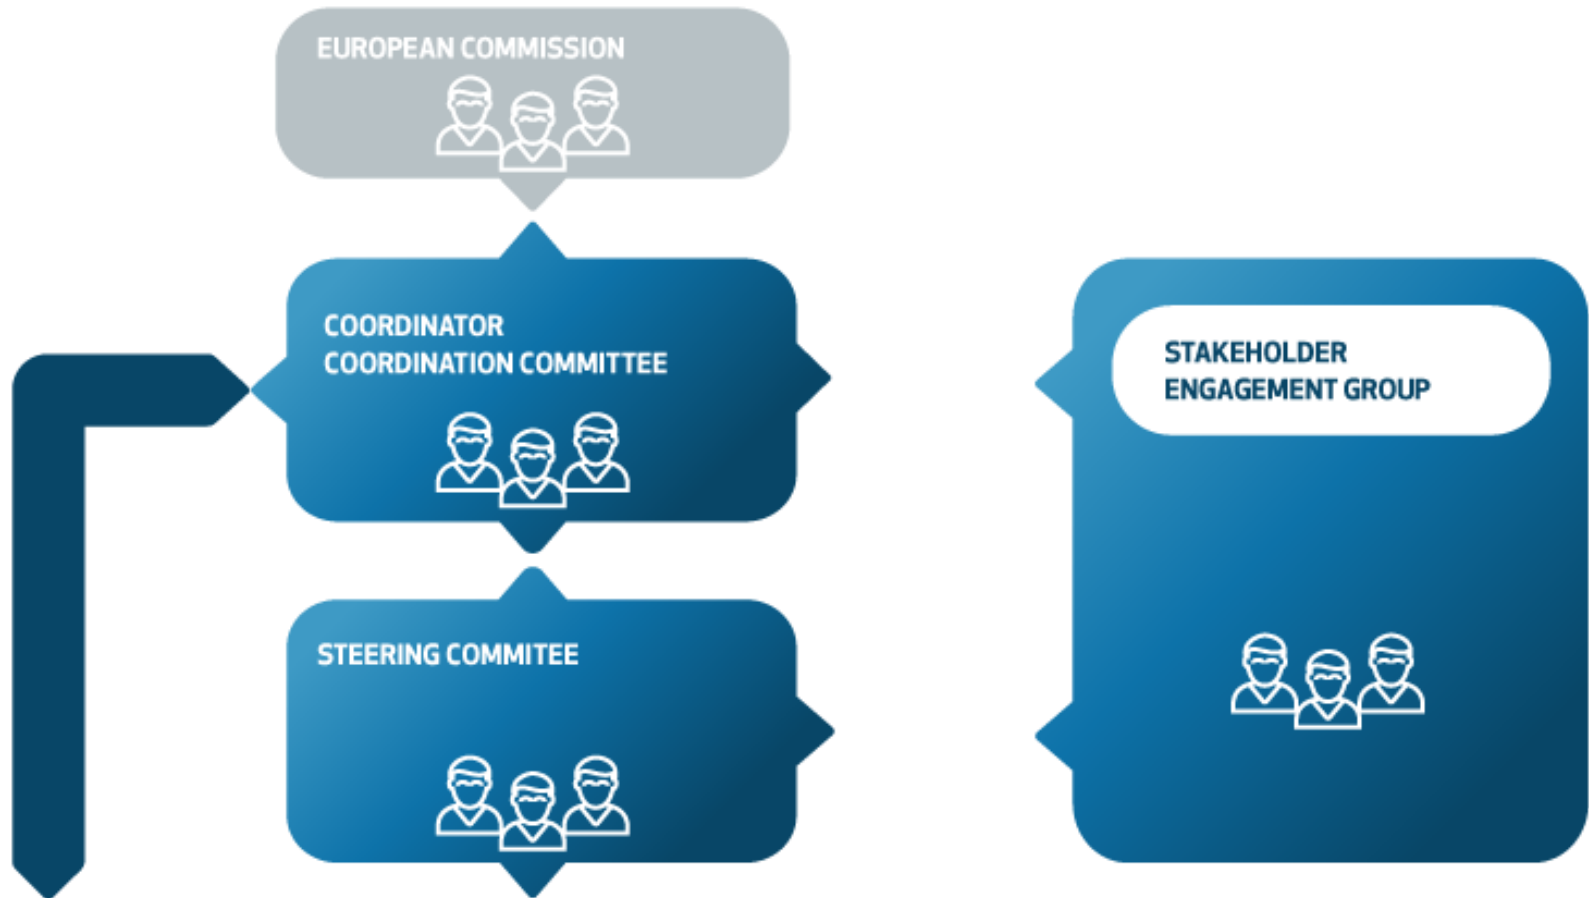 EUROPEAN COMMISSION
COORDINATOR
COORDINATION COMMITTEE
STAKEHOLDER
ENGAGEMENT GROUP
STEERING COMMITEE